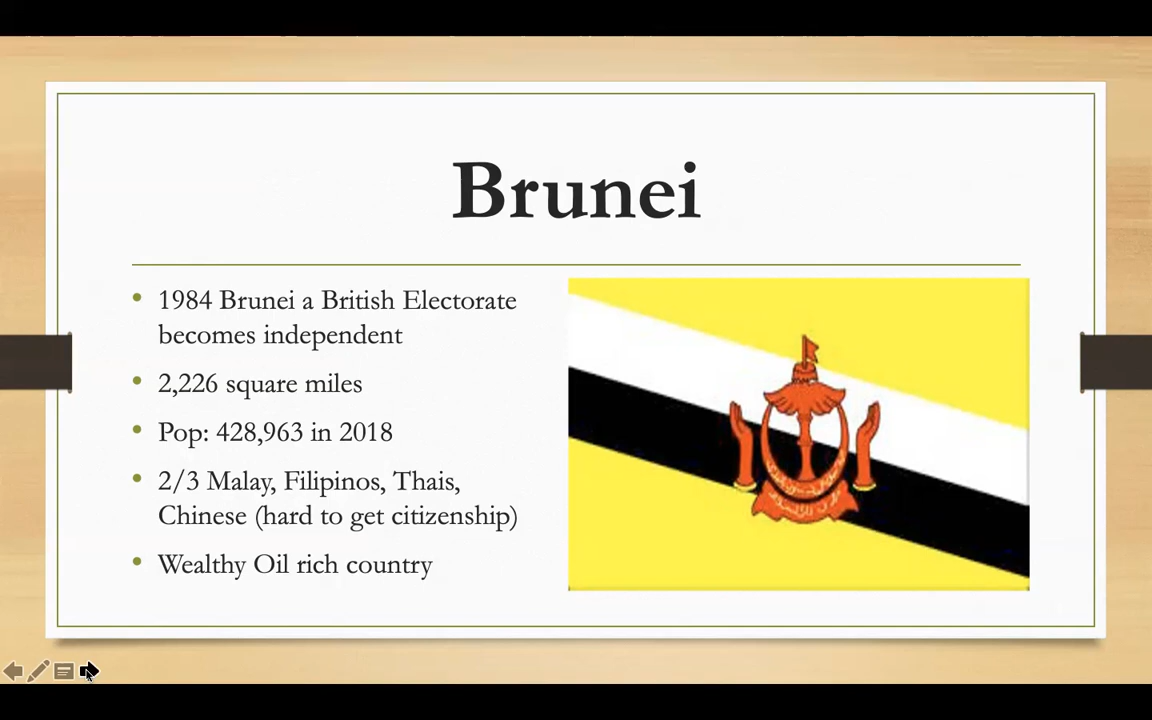 Brunei
• 1984 Brunei a British Electorate
becomes independent
• 2,226 square miles
• Pop: 428,963 in 2018
• 2/3 Malay, Filipinos, Thais,
Chinese (hard to get citizenship)
• Wealthy Oil rich country